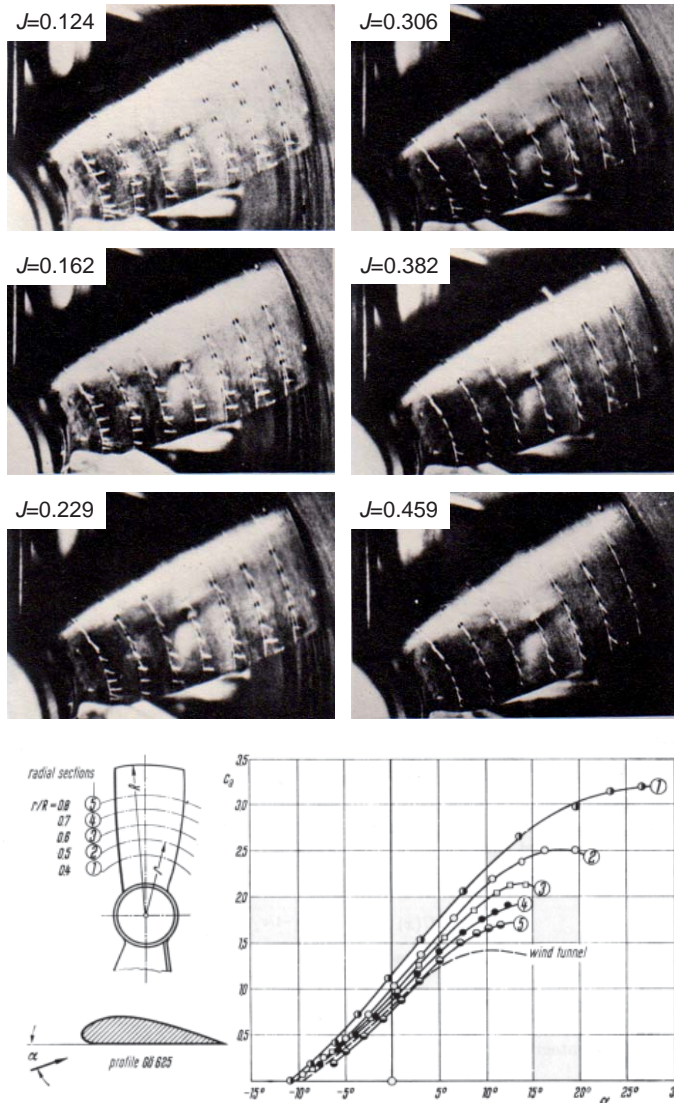 J=0.124
J=0.306
J=0.162
J=0.382
J=0.229
J=0.459
radial sections
r/R = 0.8 ⑤
0.7 ④
0.6 ③
0.5 ②
0.4 ①
R
r
α
profile Gö 625
cₐ
3,5
3.0
2.5
2.0
1.5
1,0
0,5
①
②
③
④
⑤
wind tunnel
-15° -10° -5° 0 5° 10° 15° 20° 25°
α